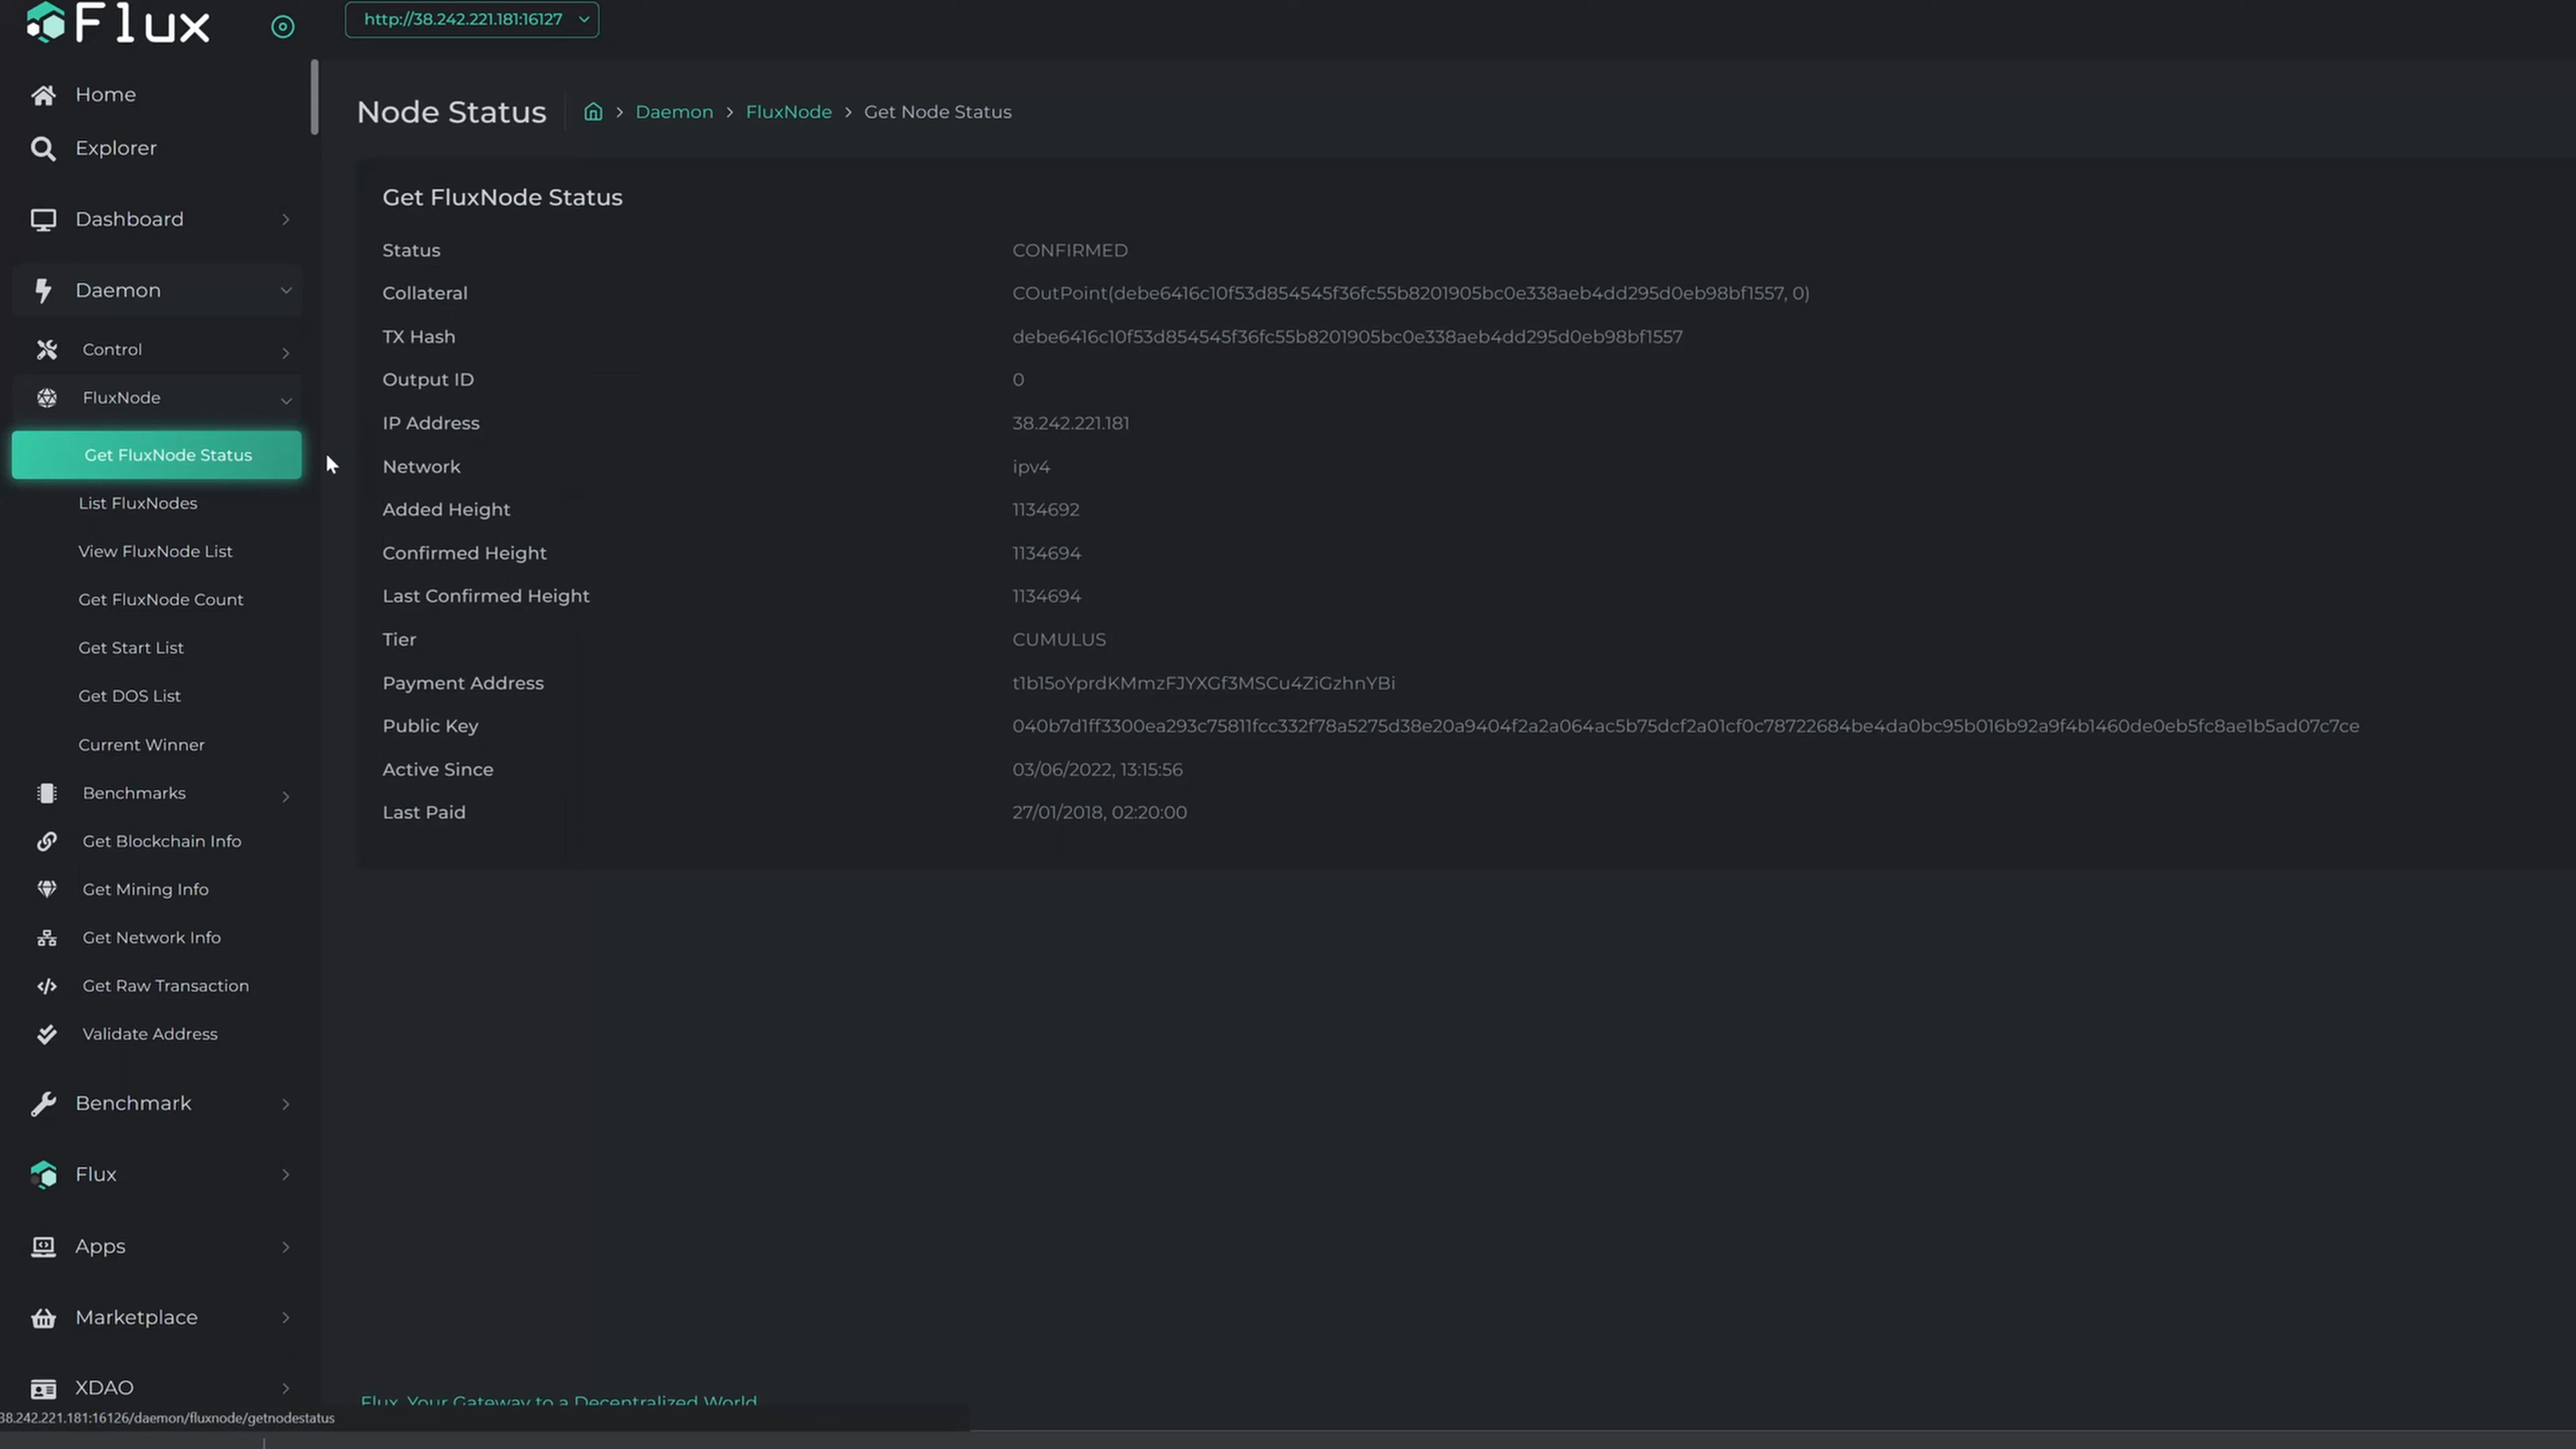 Flux
http://38.242.221.181:16127
Home
Explorer
Dashboard
Daemon
Control
FluxNode
Get FluxNode Status
List FluxNodes
View FluxNode List
Get FluxNode Count
Get Start List
Get DOS List
Current Winner
Benchmarks
Get Blockchain Info
Get Mining Info
Get Network Info
Get Raw Transaction
Validate Address
Benchmark
Flux
Apps
Marketplace
XDAO
Node Status
Daemon > FluxNode > Get Node Status
Get FluxNode Status
Status CONFIRMED
Collateral COutPoint(debe6416c10f53d854545f36fc55b8201905bc0e338aeb4dd295d0eb98bf1557, 0)
TX Hash debe6416c10f53d854545f36fc55b8201905bc0e338aeb4dd295d0eb98bf1557
Output ID 0
IP Address 38.242.221.181
Network ipv4
Added Height 1134692
Confirmed Height 1134694
Last Confirmed Height 1134694
Tier CUMULUS
Payment Address t1b15oYprdKMmzFJYXGf3MSCu4ZiGzhnYBi
Public Key 040b7d1ff3300ea293c75811fcc332f78a5275d38e20a9404f2a2a064ac5b75dcf2a01cf0c78722684be4da0bc95b016b92a9f4b1460de0eb5fc8ae1b5ad07c7ce
Active Since 03/06/2022, 13:15:56
Last Paid 27/01/2018, 02:20:00
Flux, Your Gateway to a Decentralized World
38.242.221.181:16126/daemon/fluxnode/getnodestatus